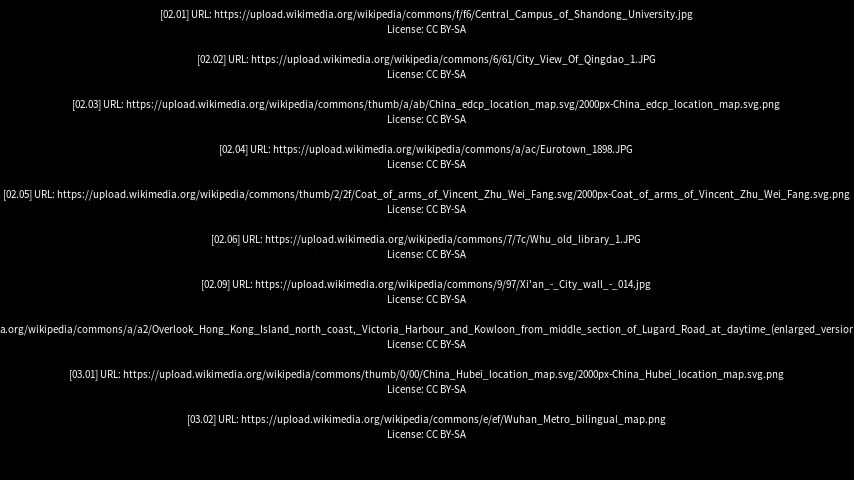 [02.01] URL: https://upload.wikimedia.org/wikipedia/commons/f/f6/Central_Campus_of_Shandong_University.jpg
License: CC BY-SA
[02.02] URL: https://upload.wikimedia.org/wikipedia/commons/6/61/City_View_Of_Qingdao_1.JPG
License: CC BY-SA
[02.03] URL: https://upload.wikimedia.org/wikipedia/commons/thumb/a/ab/China_edcp_location_map.svg/2000px-China_edcp_location_map.svg.png
License: CC BY-SA
[02.04] URL: https://upload.wikimedia.org/wikipedia/commons/a/ac/Eurotown_1898.JPG
License: CC BY-SA
[02.05] URL: https://upload.wikimedia.org/wikipedia/commons/thumb/2/2f/Coat_of_arms_of_Vincent_Zhu_Wei_Fang.svg/2000px-Coat_of_arms_of_Vincent_Zhu_Wei_Fang.svg.png
License: CC BY-SA
[02.06] URL: https://upload.wikimedia.org/wikipedia/commons/7/7c/Whu_old_library_1.JPG
License: CC BY-SA
[02.09] URL: https://upload.wikimedia.org/wikipedia/commons/9/97/Xi'an_-_City_wall_-_014.jpg
License: CC BY-SA
a.org/wikipedia/commons/a/a2/Overlook_Hong_Kong_Island_north_coast,_Victoria_Harbour_and_Kowloon_from_middle_section_of_Lugard_Road_at_daytime_(enlarged_version
License: CC BY-SA
[03.01] URL: https://upload.wikimedia.org/wikipedia/commons/thumb/0/00/China_Hubei_location_map.svg/2000px-China_Hubei_location_map.svg.png
License: CC BY-SA
[03.02] URL: https://upload.wikimedia.org/wikipedia/commons/e/ef/Wuhan_Metro_bilingual_map.png
License: CC BY-SA